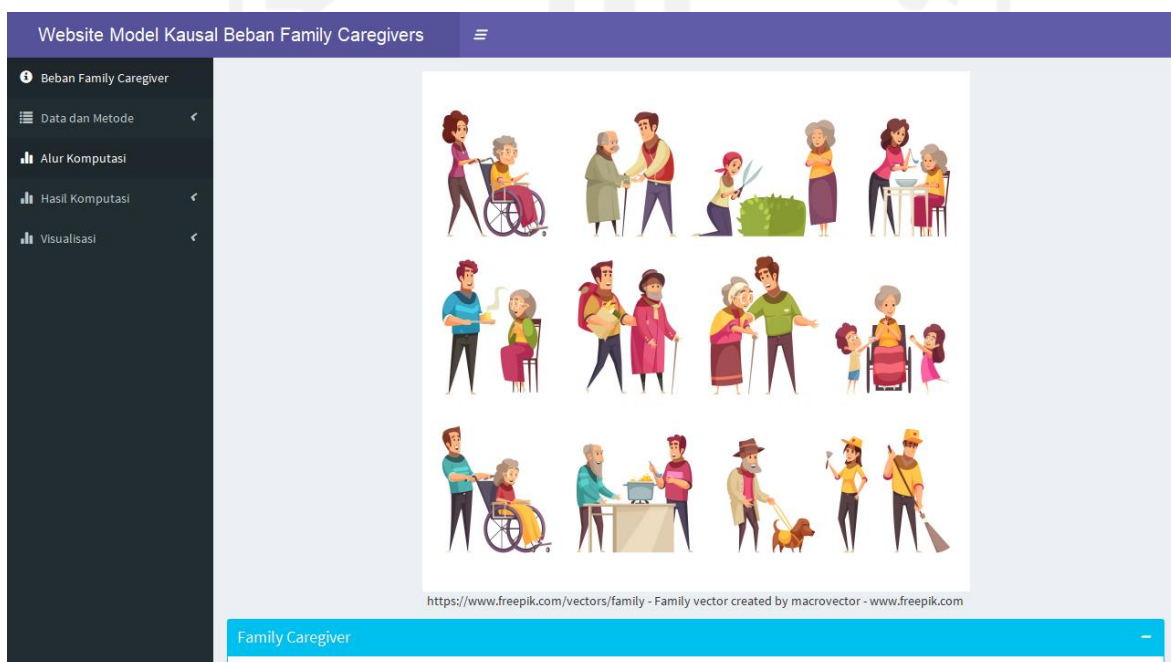 Website Model Kausal Beban Family Caregivers
Beban Family Caregiver
Data dan Metode
Alur Komputasi
Hasil Komputasi
Visualisasi
https://www.freepik.com/vectors/family - Family vector created by macrovector - www.freepik.com
Family Caregiver